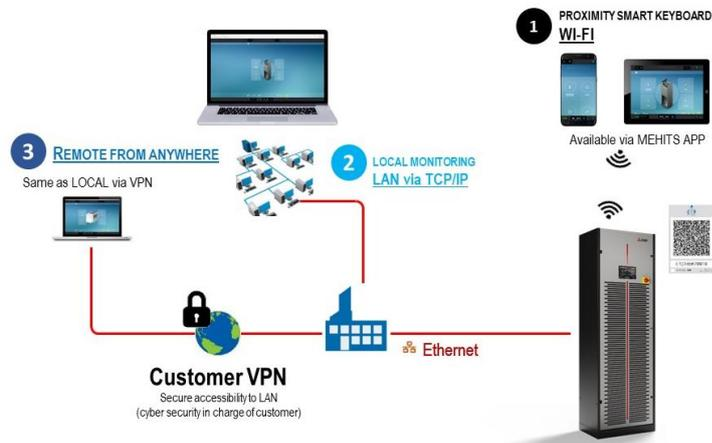 1
PROXIMITY SMART KEYBOARD
WI-FI
Available via MEHITS APP
3
REMOTE FROM ANYWHERE
Same as LOCAL via VPN
2
LOCAL MONITORING
LAN via TCP/IP
Ethernet
Customer VPN
Secure accessibility to LAN
(cyber security in charge of customer)